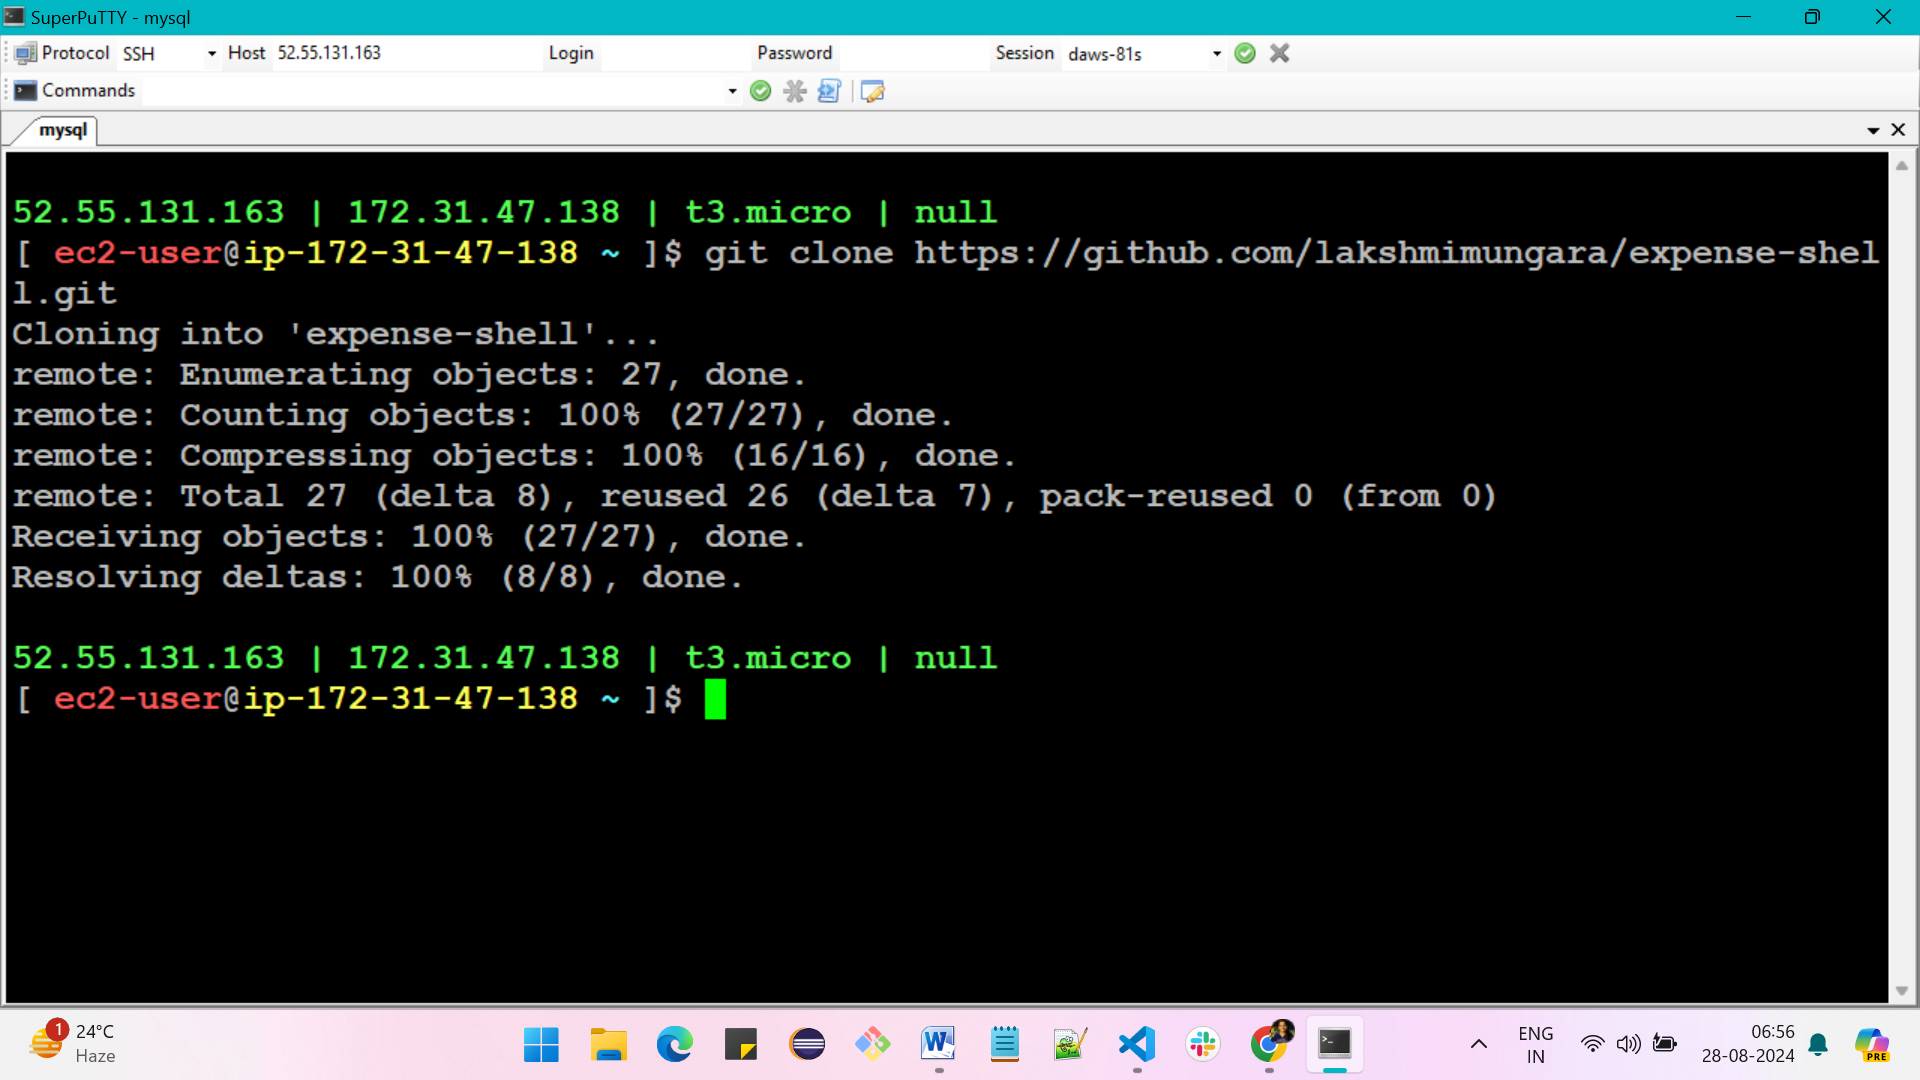 SuperPuTTY - mysql
Protocol SSH Host 52.55.131.163 Login Password Session daws-81s
Commands
mysql
52.55.131.163 | 172.31.47.138 | t3.micro | null
[ ec2-user@ip-172-31-47-138 ~ ]$ git clone https://github.com/lakshmimungara/expense-shel
l.git
Cloning into 'expense-shell'...
remote: Enumerating objects: 27, done.
remote: Counting objects: 100% (27/27), done.
remote: Compressing objects: 100% (16/16), done.
remote: Total 27 (delta 8), reused 26 (delta 7), pack-reused 0 (from 0)
Receiving objects: 100% (27/27), done.
Resolving deltas: 100% (8/8), done.
52.55.131.163 | 172.31.47.138 | t3.micro | null
[ ec2-user@ip-172-31-47-138 ~ ]$
1 24°C
Haze
W
ENG
IN
06:56
28-08-2024
PRE